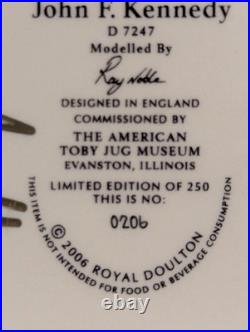 John F. Kennedy
D 7247
Modelled By
Ray Noble
DESIGNED IN ENGLAND
COMMISSIONED BY
THE AMERICAN
TOBY JUG MUSEUM
EVANSTON, ILLINOIS
LIMITED EDITION OF 250
THIS IS NO:
0206
© 2006 ROYAL DOULTON
THIS ITEM IS NOT INTENDED FOR FOOD OR BEVERAGE CONSUMPTION